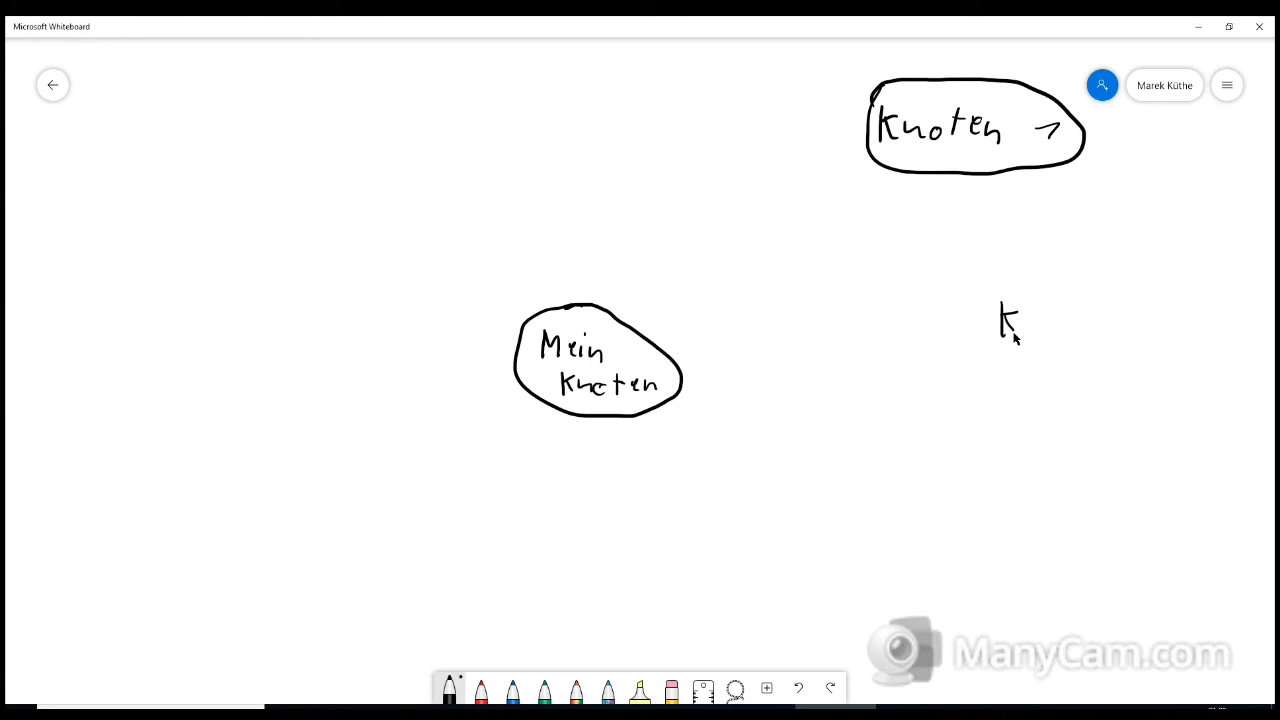 Microsoft Whiteboard
Marek Küthe
Knoten 1
Mein
Knoten
K
ManyCam.com